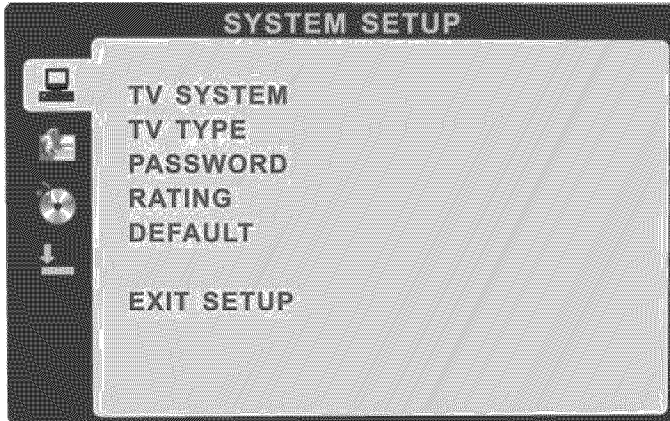 SYSTEM SETUP
TV SYSTEM
TV TYPE
PASSWORD
RATING
DEFAULT
EXIT SETUP